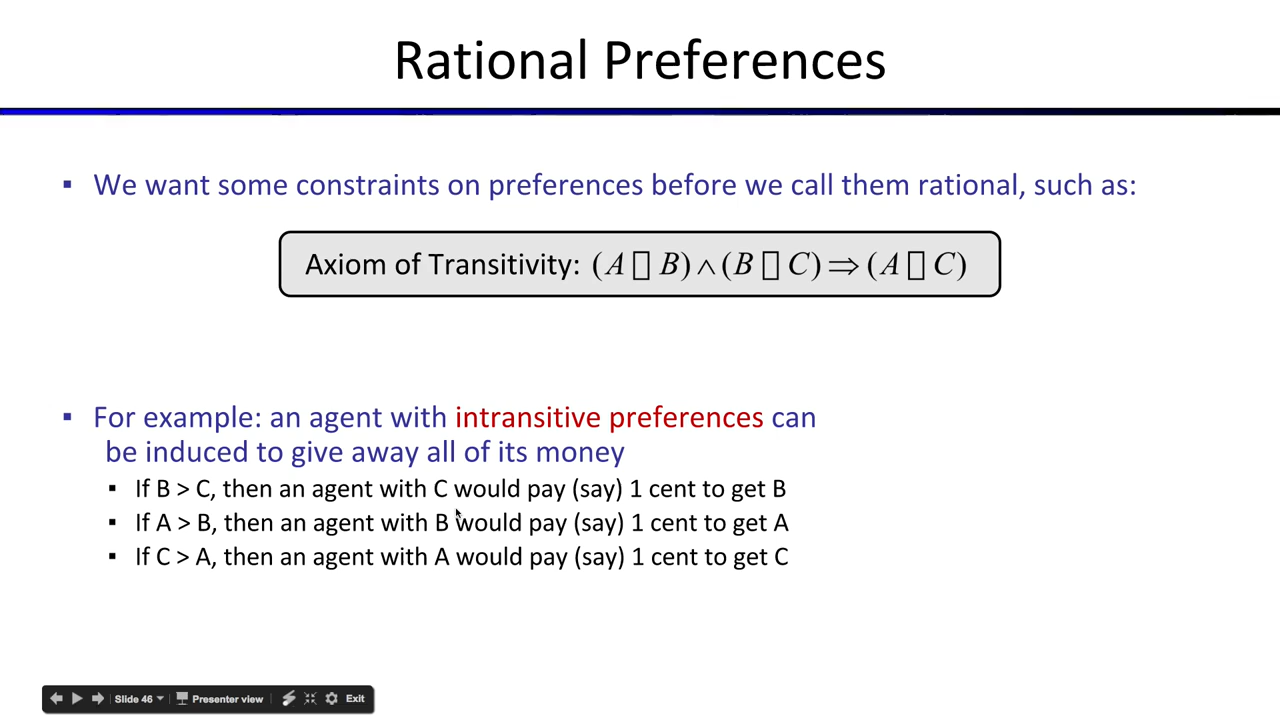 Rational Preferences
▪ We want some constraints on preferences before we call them rational, such as:
Axiom of Transitivity: (A ▯ B) ∧ (B ▯ C) ⇒ (A ▯ C)
▪ For example: an agent with intransitive preferences can
be induced to give away all of its money
▪ If B > C, then an agent with C would pay (say) 1 cent to get B
▪ If A > B, then an agent with B would pay (say) 1 cent to get A
▪ If C > A, then an agent with A would pay (say) 1 cent to get C
Slide 46 Presenter view Exit